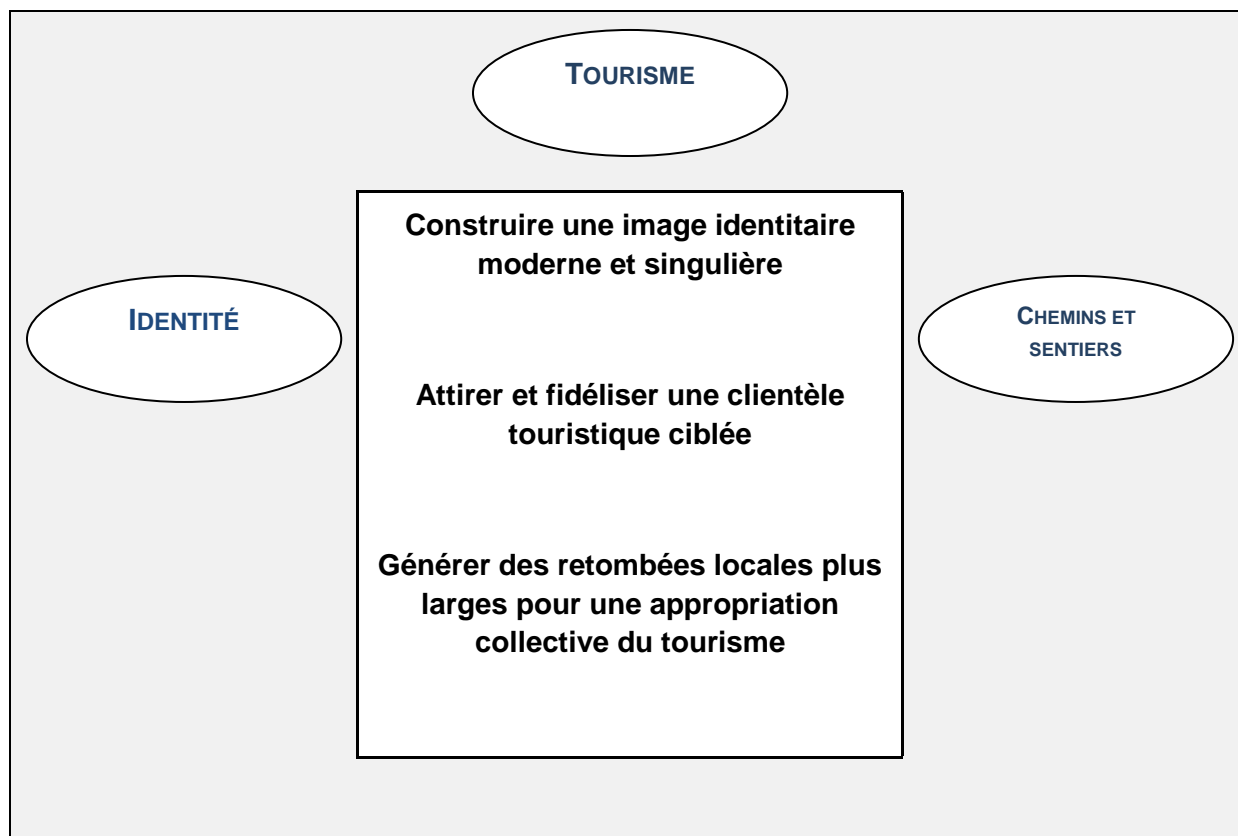 TOURISME
Construire une image identitaire
moderne et singulière
IDENTITÉ
CHEMINS ET
SENTIERS
Attirer et fidéliser une clientèle
touristique ciblée
Générer des retombées locales plus
larges pour une appropriation
collective du tourisme